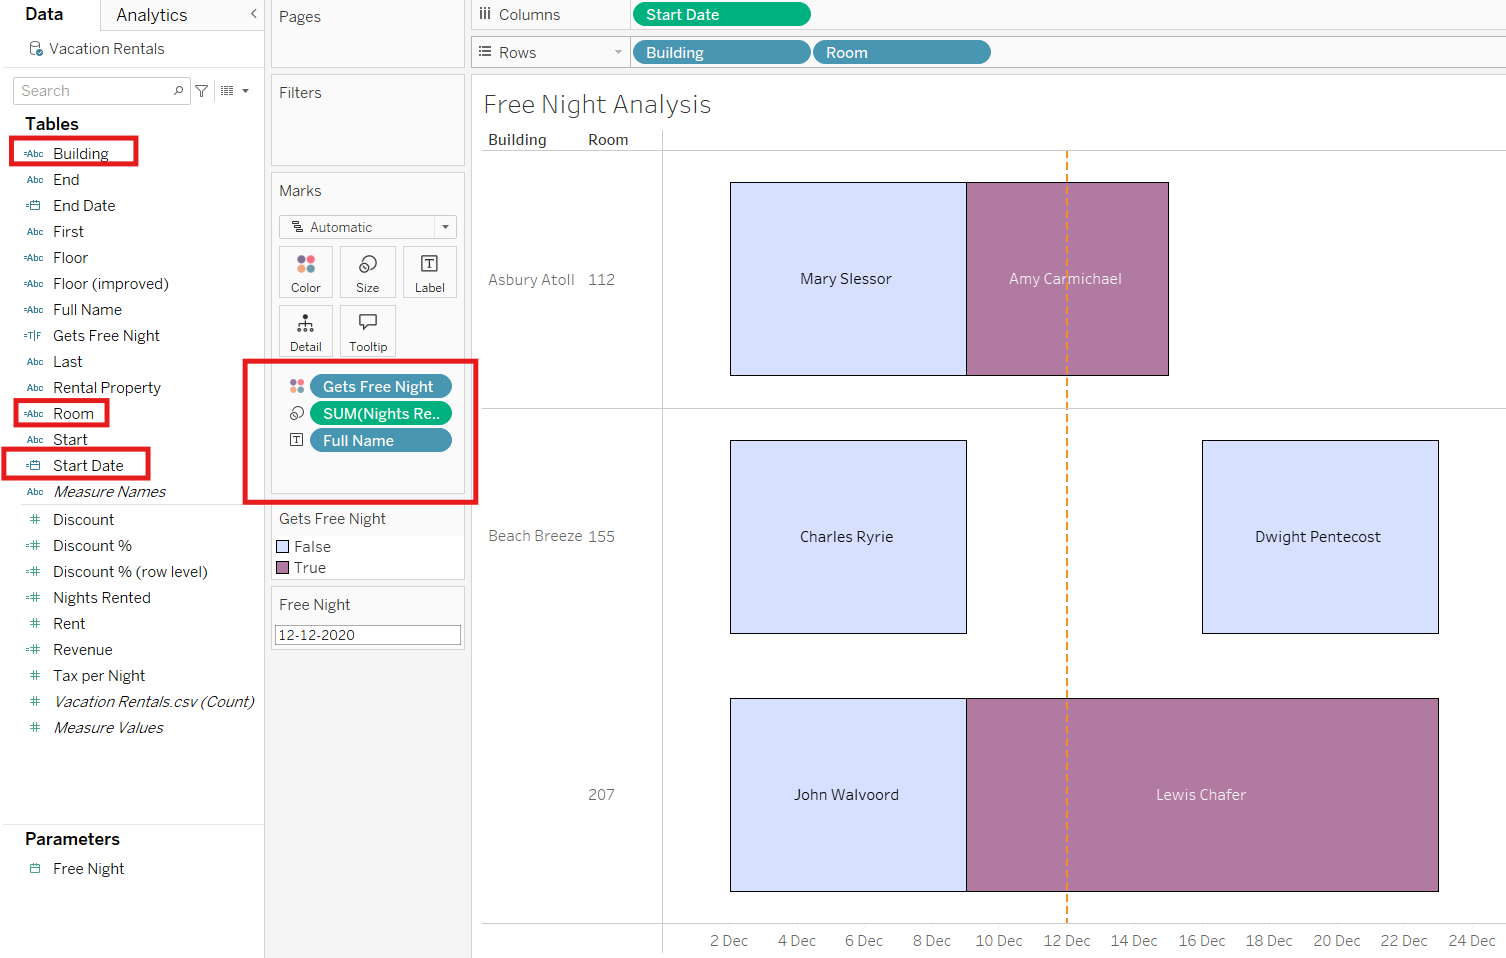 Data
Analytics
Vacation Rentals
Search
Tables
Abc Building
Abc End
End Date
Abc First
Abc Floor
Abc Floor (improved)
Abc Full Name
T|F Gets Free Night
Abc Last
Abc Rental Property
Abc Room
Abc Start
Start Date
Abc Measure Names
# Discount
# Discount %
# Discount % (row level)
# Nights Rented
# Rent
# Revenue
# Tax per Night
# Vacation Rentals.csv (Count)
# Measure Values
Parameters
Free Night
Pages
Filters
Marks
Automatic
Color Size Label
Detail Tooltip
Gets Free Night
SUM(Nights Re..
Full Name
Gets Free Night
False
True
Free Night
12-12-2020
Columns Start Date
Rows Building Room
Free Night Analysis
Building Room
Asbury Atoll 112 Mary Slessor Amy Carmichael
Beach Breeze 155 Charles Ryrie Dwight Pentecost
207 John Walvoord Lewis Chafer
2 Dec 4 Dec 6 Dec 8 Dec 10 Dec 12 Dec 14 Dec 16 Dec 18 Dec 20 Dec 22 Dec 24 Dec